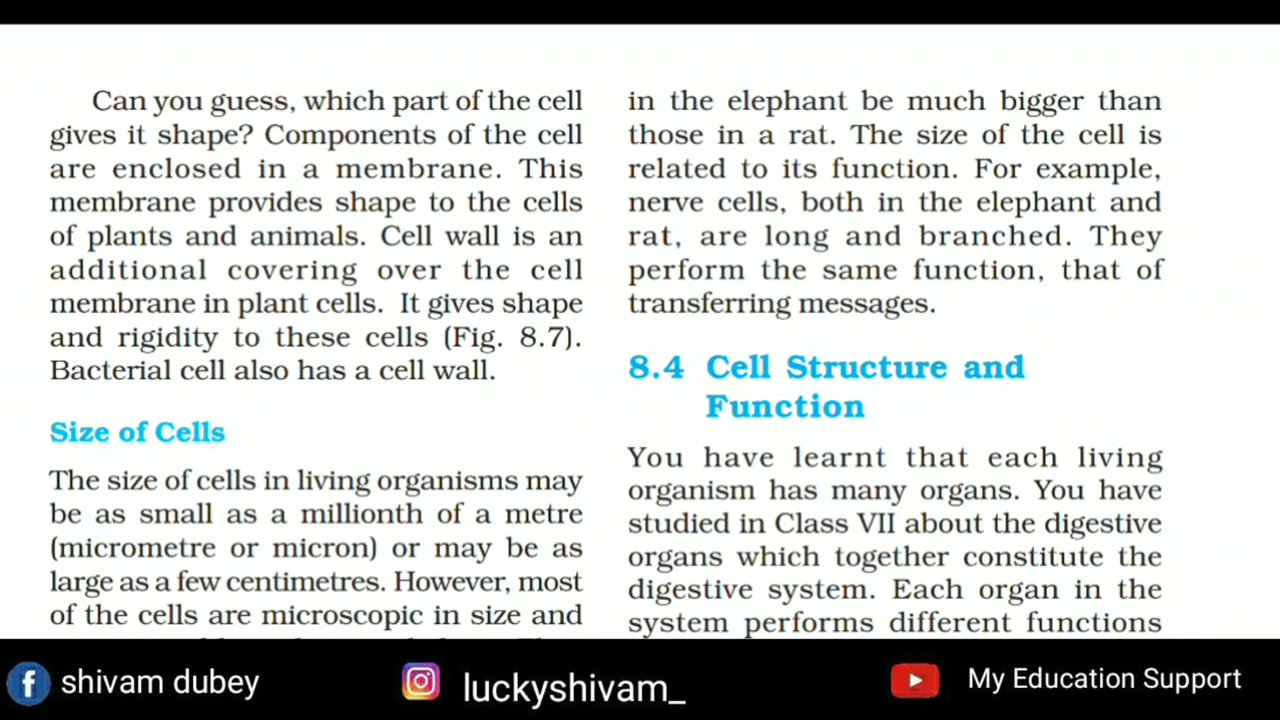 Can you guess, which part of the cell
gives it shape? Components of the cell
are enclosed in a membrane. This
membrane provides shape to the cells
of plants and animals. Cell wall is an
additional covering over the cell
membrane in plant cells. It gives shape
and rigidity to these cells (Fig. 8.7).
Bacterial cell also has a cell wall.
Size of Cells
The size of cells in living organisms may
be as small as a millionth of a metre
(micrometre or micron) or may be as
large as a few centimetres. However, most
of the cells are microscopic in size and
in the elephant be much bigger than
those in a rat. The size of the cell is
related to its function. For example,
nerve cells, both in the elephant and
rat, are long and branched. They
perform the same function, that of
transferring messages.
8.4 Cell Structure and
Function
You have learnt that each living
organism has many organs. You have
studied in Class VII about the digestive
organs which together constitute the
digestive system. Each organ in the
system performs different functions
shivam dubey
luckyshivam_
My Education Support